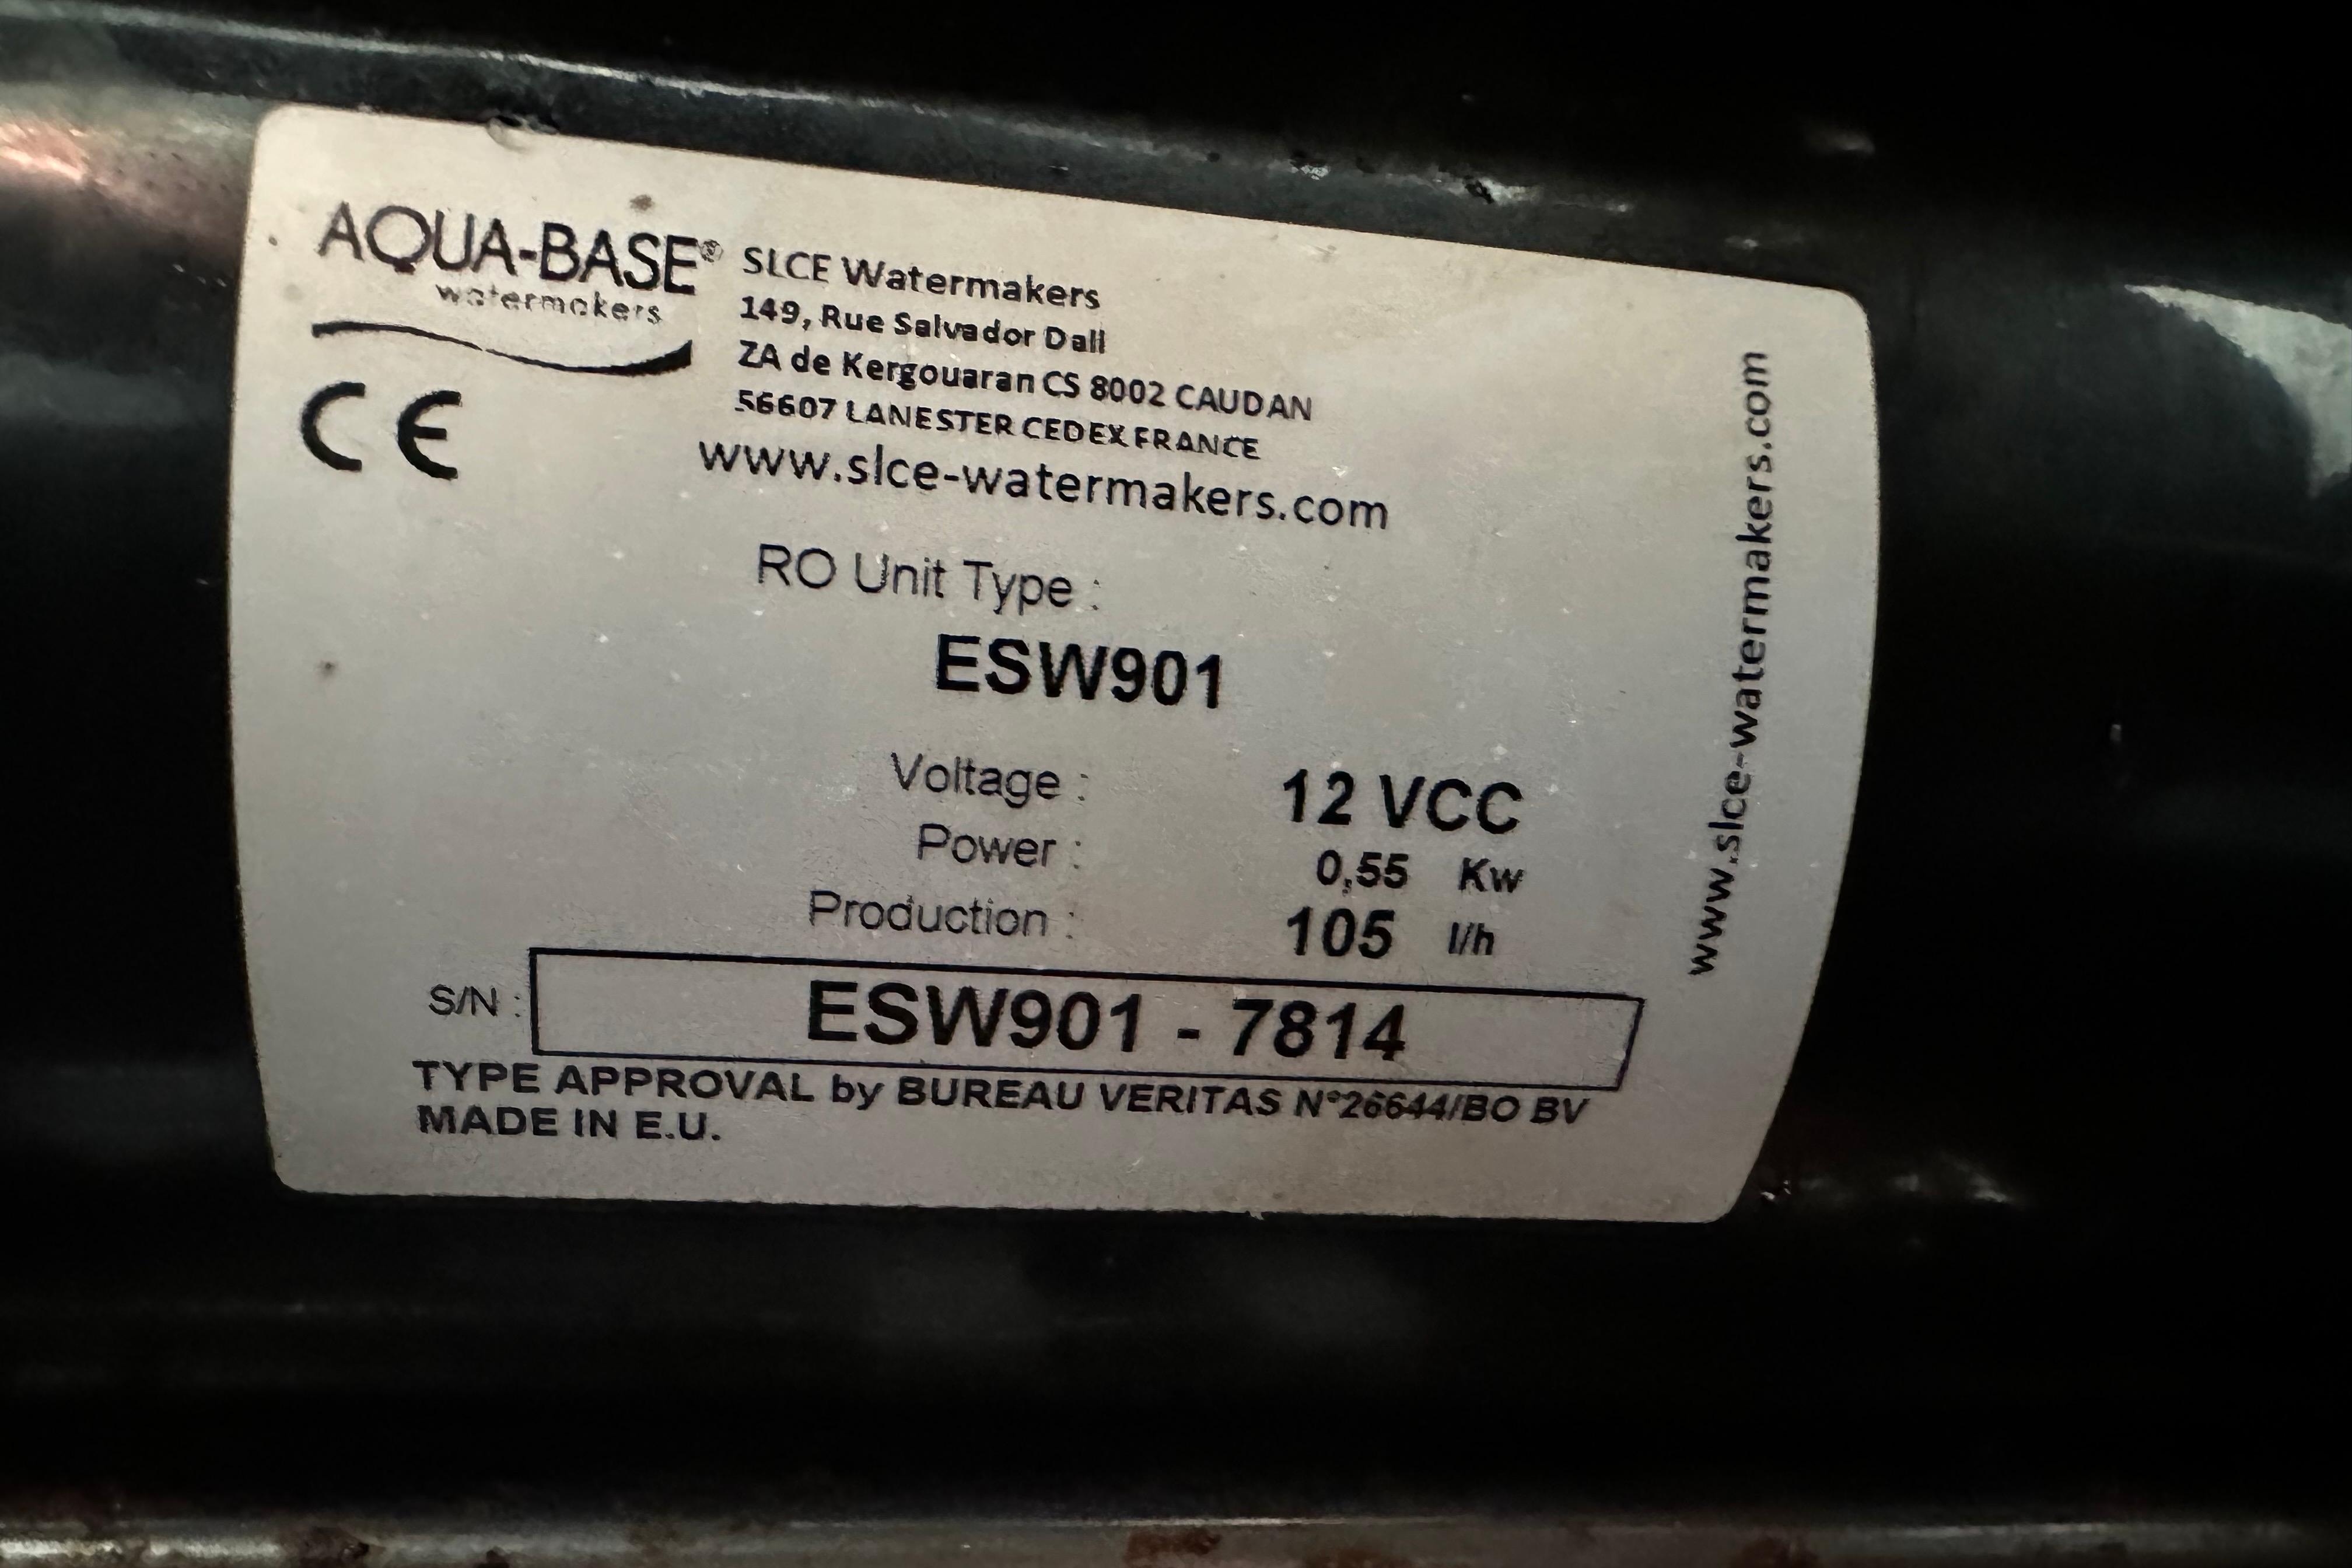 AQUA-BASE®
watermakers
CE
SLCE Watermakers
149, Rue Salvador Dali
ZA de Kergouaran CS 8002 CAUDAN
56607 LANESTER CEDEX FRANCE
www.slce-watermakers.com
RO Unit Type :
ESW901
Voltage : 12 VCC
Power : 0,55 Kw
Production : 105 l/h
S/N : ESW901 - 7814
TYPE APPROVAL by BUREAU VERITAS N°26644/BO BV
MADE IN E.U.
www.slce-watermakers.com